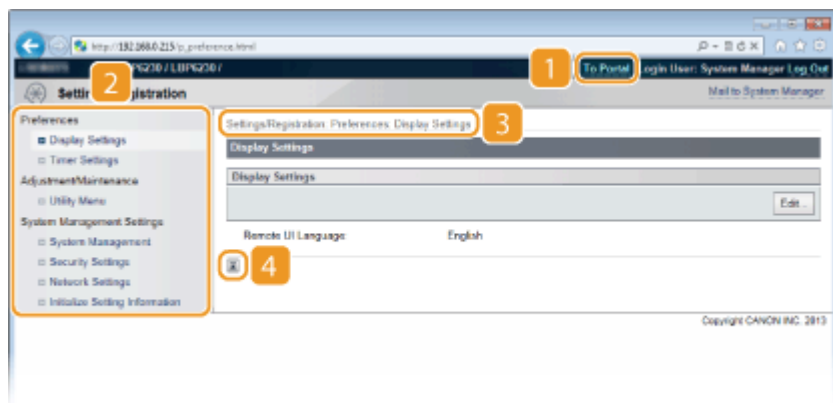 http://192.168.0.215/p_preference.html
P6230 / LBP6230 /
1
To Portal Login User: System Manager Log Out
2
Mail to System Manager
Preferences
Display Settings
Timer Settings
Adjustment/Maintenance
Utility Menu
System Management Settings
System Management
Security Settings
Network Settings
Initialize Setting Information
Settings/Registration: Preferences: Display Settings
3
Display Settings
Display Settings
Edit...
Remote UI Language
English
4
Copyright CANON INC. 2013